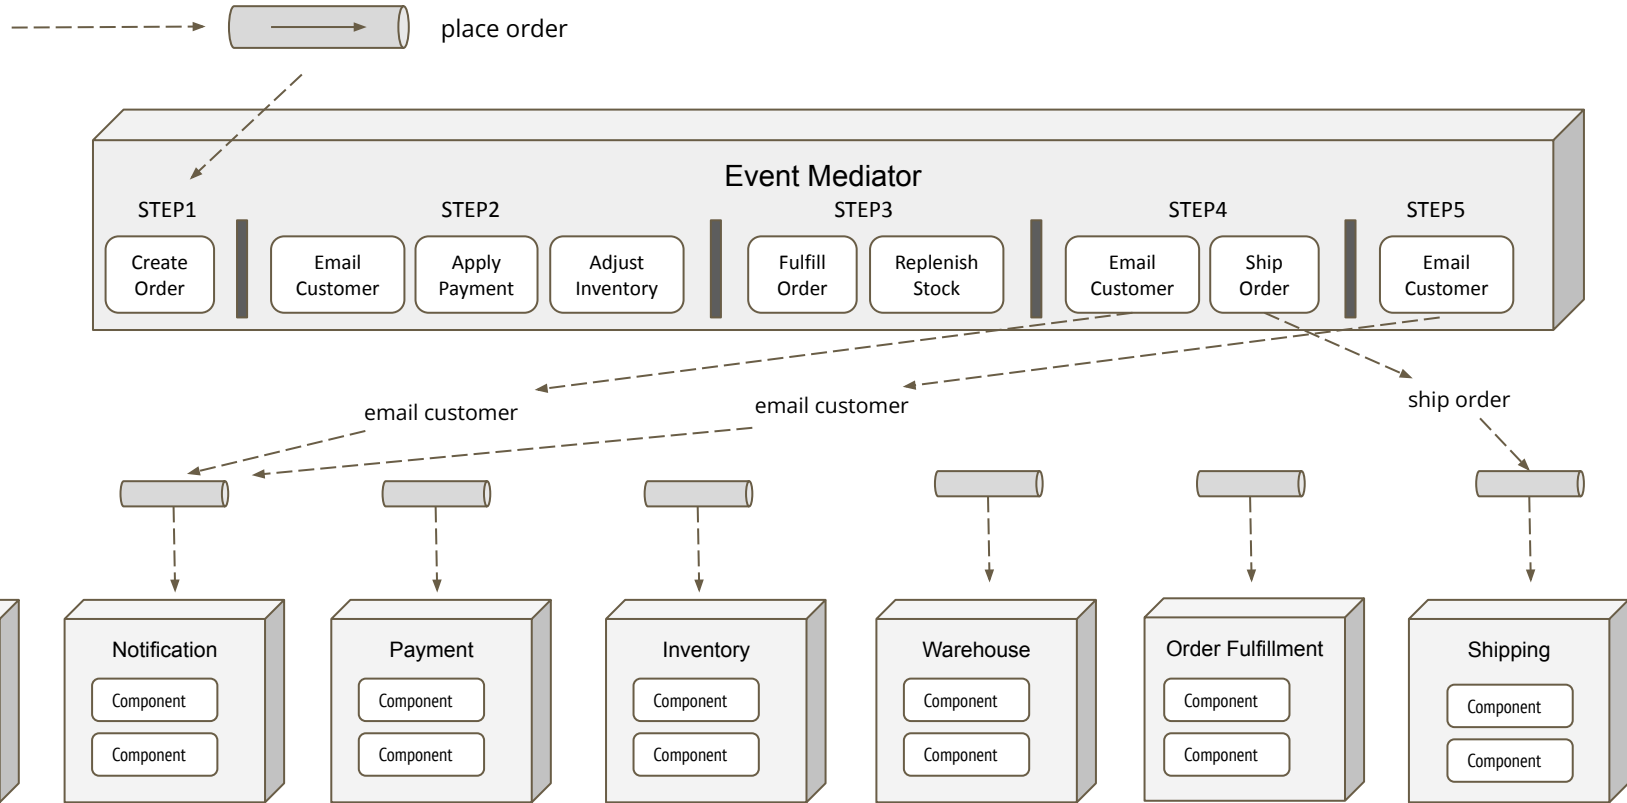 place order
Event Mediator
STEP1
STEP2
STEP3
STEP4
STEP5
Create
Order
Email
Customer
Apply
Payment
Adjust
Inventory
Fulfill
Order
Replenish
Stock
Email
Customer
Ship
Order
Email
Customer
email customer
email customer
ship order
Notification
Component
Component
Payment
Component
Component
Inventory
Component
Component
Warehouse
Component
Component
Order Fulfillment
Component
Component
Shipping
Component
Component